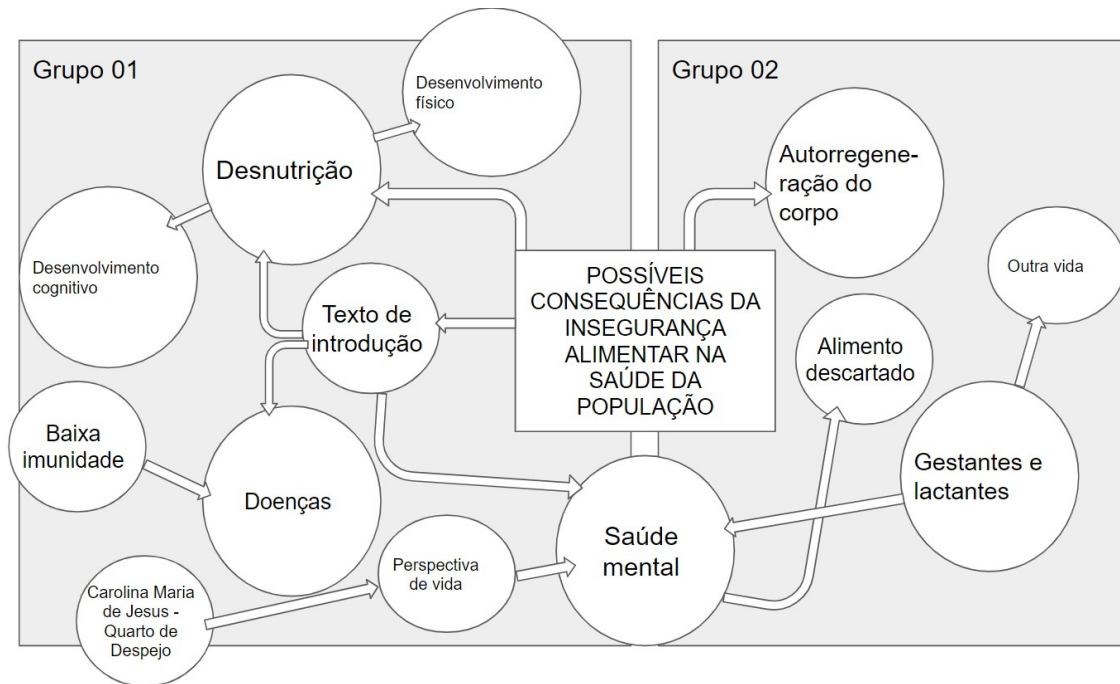 Grupo 01
Desenvolvimento
físico
Desnutrição
Desenvolvimento
cognitivo
Texto de
introdução
Baixa
imunidade
Doenças
Carolina Maria
de Jesus -
Quarto de
Despejo
Perspectiva
de vida
POSSÍVEIS
CONSEQUÊNCIAS DA
INSEGURANÇA
ALIMENTAR NA
SAÚDE DA
POPULAÇÃO
Saúde
mental
Grupo 02
Autorregene-
ração do
corpo
Outra vida
Alimento
descartado
Gestantes e
lactantes